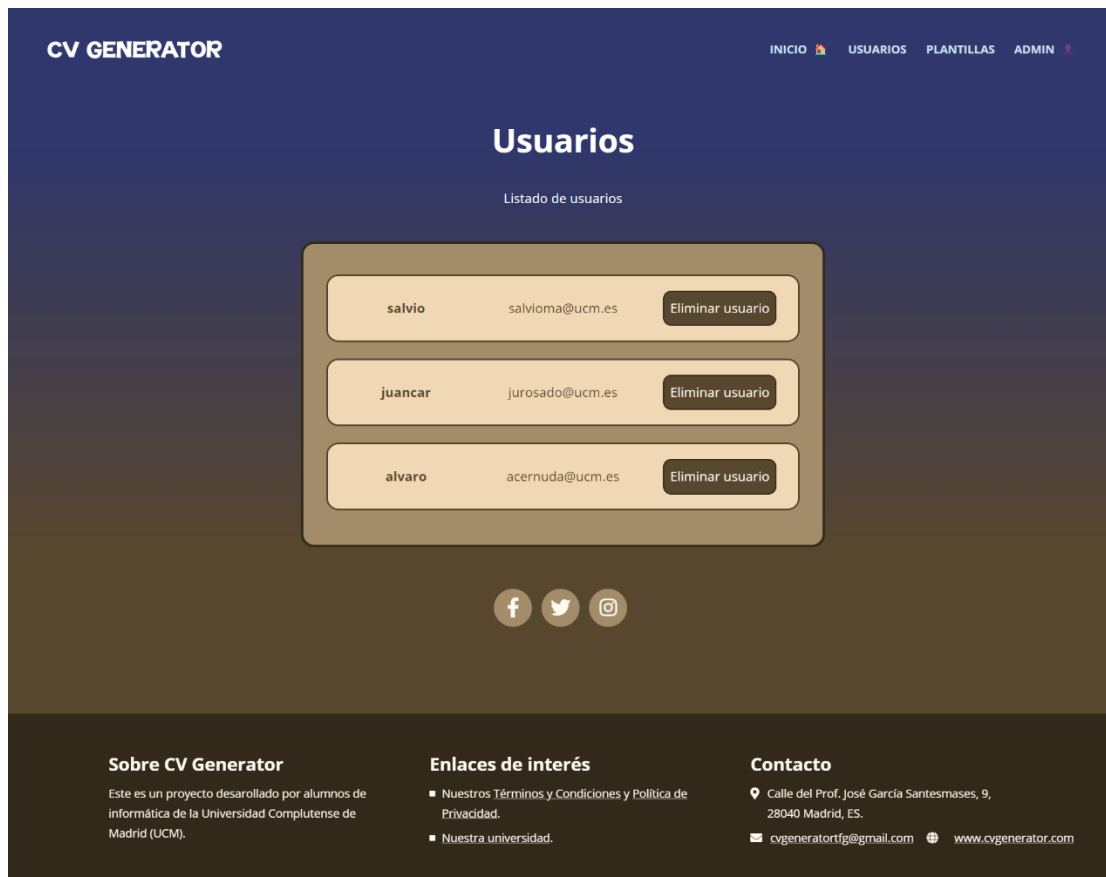 CV GENERATOR
INICIO USUARIOS PLANTILLAS ADMIN
Usuarios
Listado de usuarios
salvio salvioma@ucm.es Eliminar usuario
juancar jurosado@ucm.es Eliminar usuario
alvaro acernuda@ucm.es Eliminar usuario
Sobre CV Generator
Este es un proyecto desarollado por alumnos de
informática de la Universidad Complutense de
Madrid (UCM).
Enlaces de interés
Nuestros Términos y Condiciones y Política de
Privacidad.
Nuestra universidad.
Contacto
Calle del Prof. José García Santesmases, 9,
28040 Madrid, ES.
cvgeneratortfg@gmail.com www.cvgenerator.com